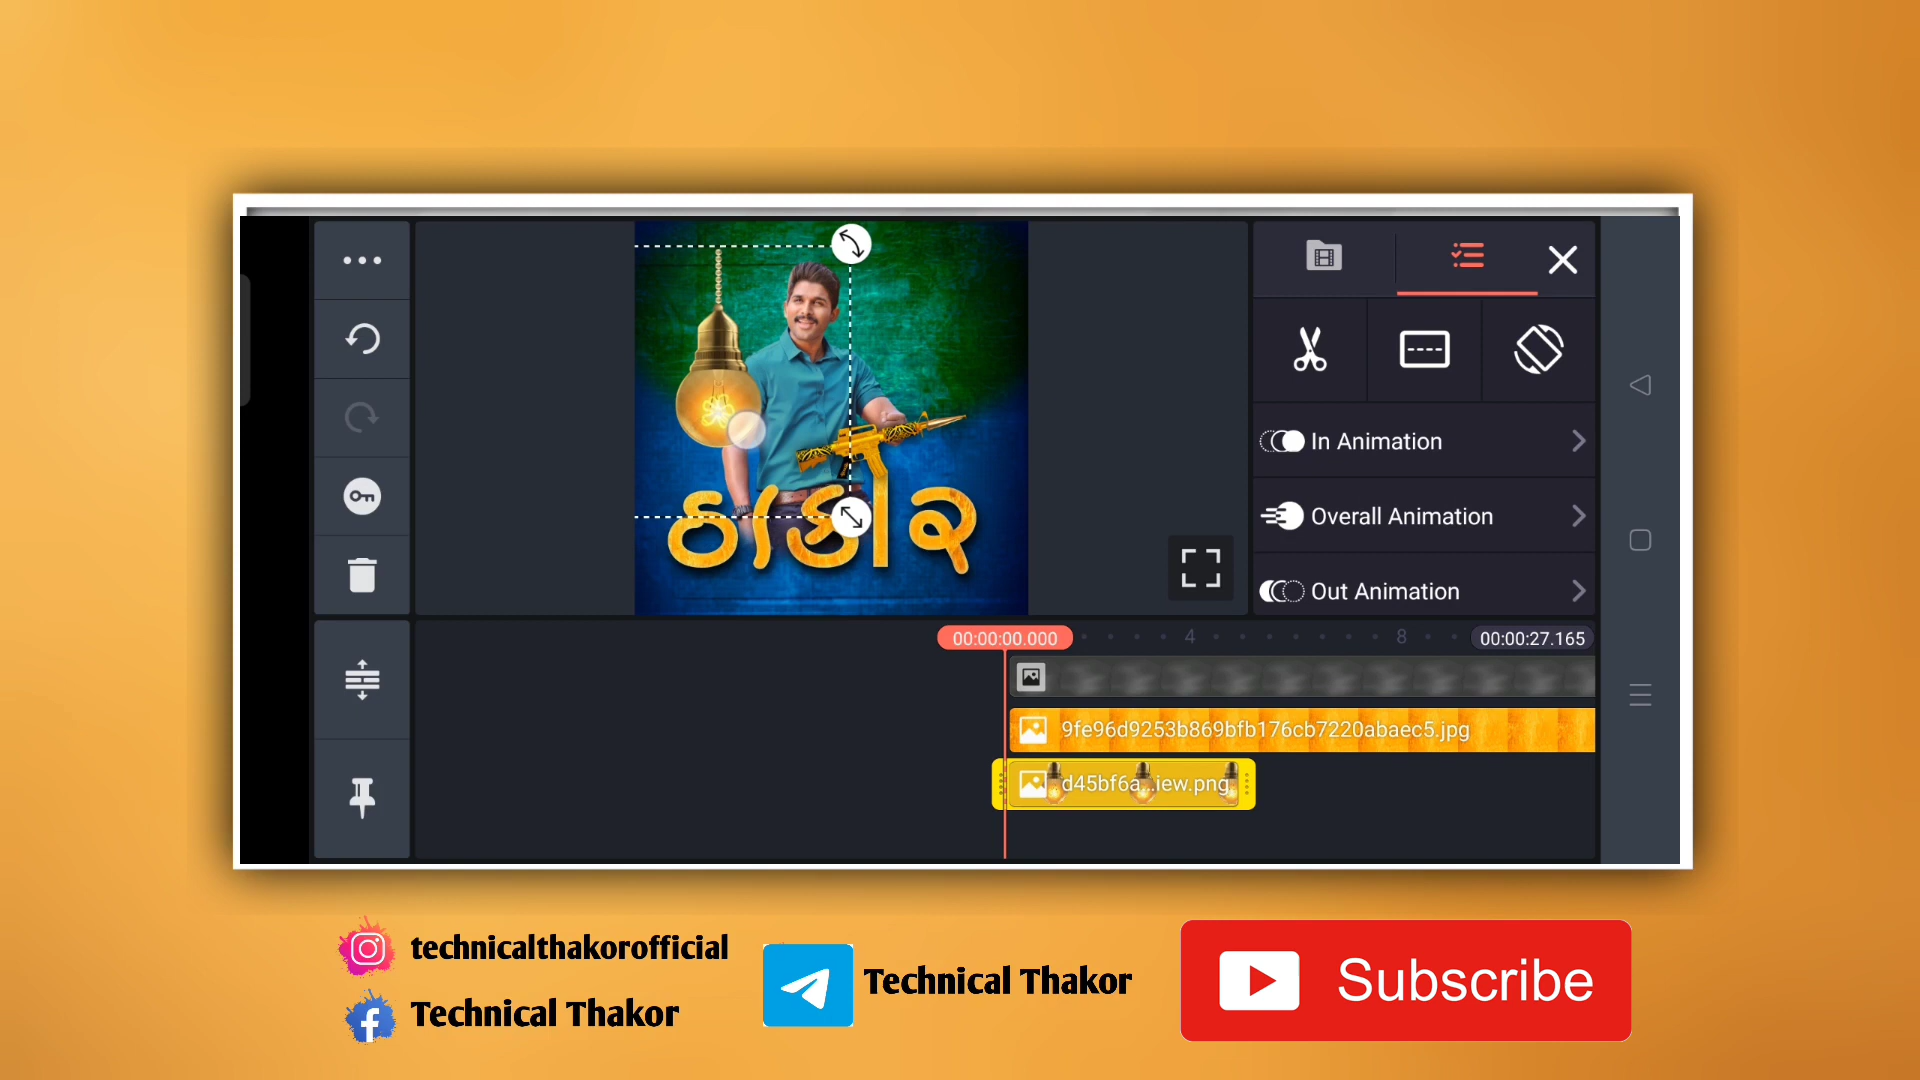 In Animation
Overall Animation
Out Animation
ઠાકોર
00:00:00.000
4
8
00:00:27.165
9fe96d9253b869bfb176cb7220abaec5.jpg
d45bf6a...iew.png
technicalthakorofficial
Technical Thakor
Technical Thakor
Subscribe